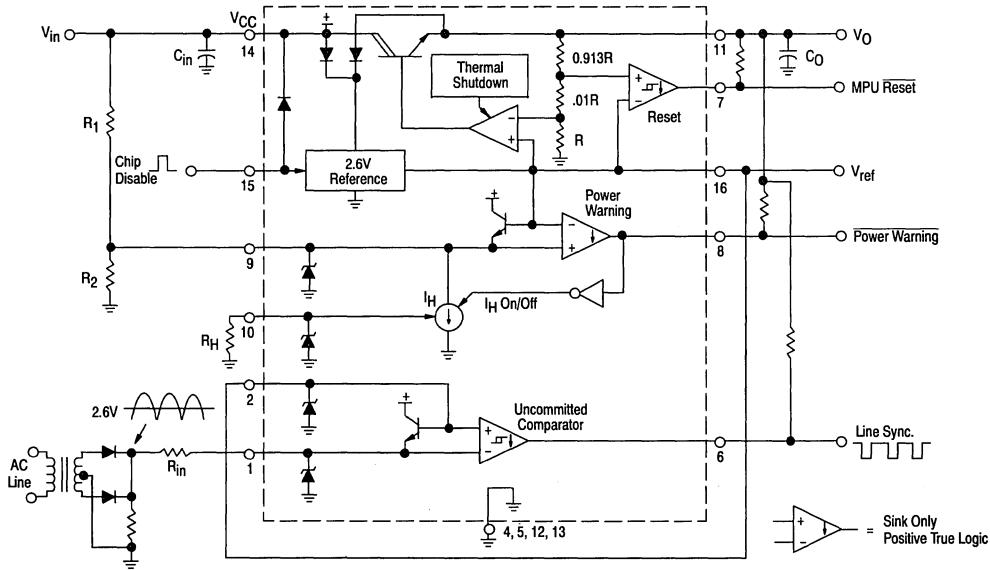 Vin
VCC
14
Cin
+
11
VO
CO
0.913R
Thermal
Shutdown
.01R
+
−
Reset
7
MPU Reset
R1
−
+
R
Chip
Disable
15
2.6V
Reference
16
Vref
+
Power
Warning
−
+
8
Power Warning
9
R2
IH
IH On/Off
10
RH
2
2.6V
+
Uncommitted
Comparator
+
−
6
Line Sync.
AC
Line
Rin
1
4, 5, 12, 13
+
−
= Sink Only
Positive True Logic